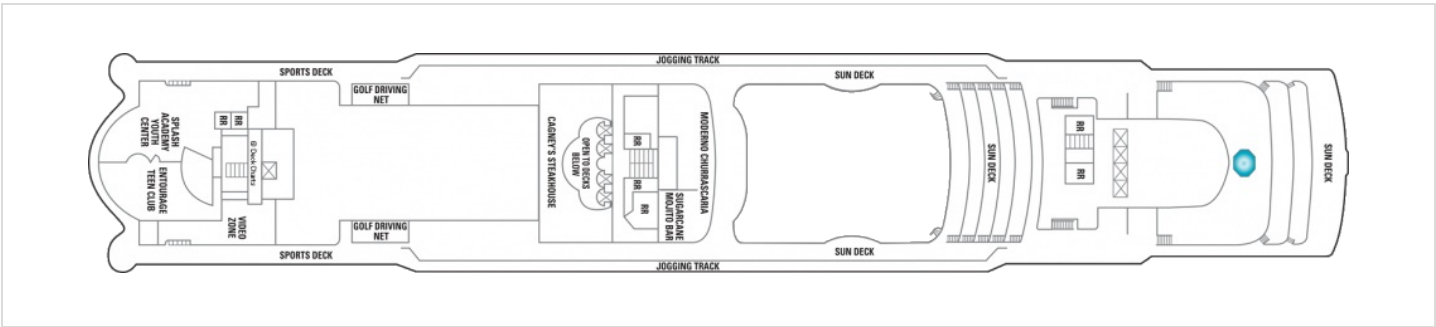 JOGGING TRACK
SPORTS DECK
SUN DECK
GOLF DRIVING
NET
SPLASH
ACADEMY
YOUTH
CENTER
RR
RR
@ Deck Charts
ENTOURAGE
TEEN CLUB
VIDEO
ZONE
CAGNEY'S STEAKHOUSE
OPEN TO DECKS
BELOW
RR
RR
RR
MODERNO CHURRASCARIA
SUGARCANE
MOJITO BAR
SUN DECK
RR
RR
SUN DECK
GOLF DRIVING
NET
SPORTS DECK
SUN DECK
JOGGING TRACK